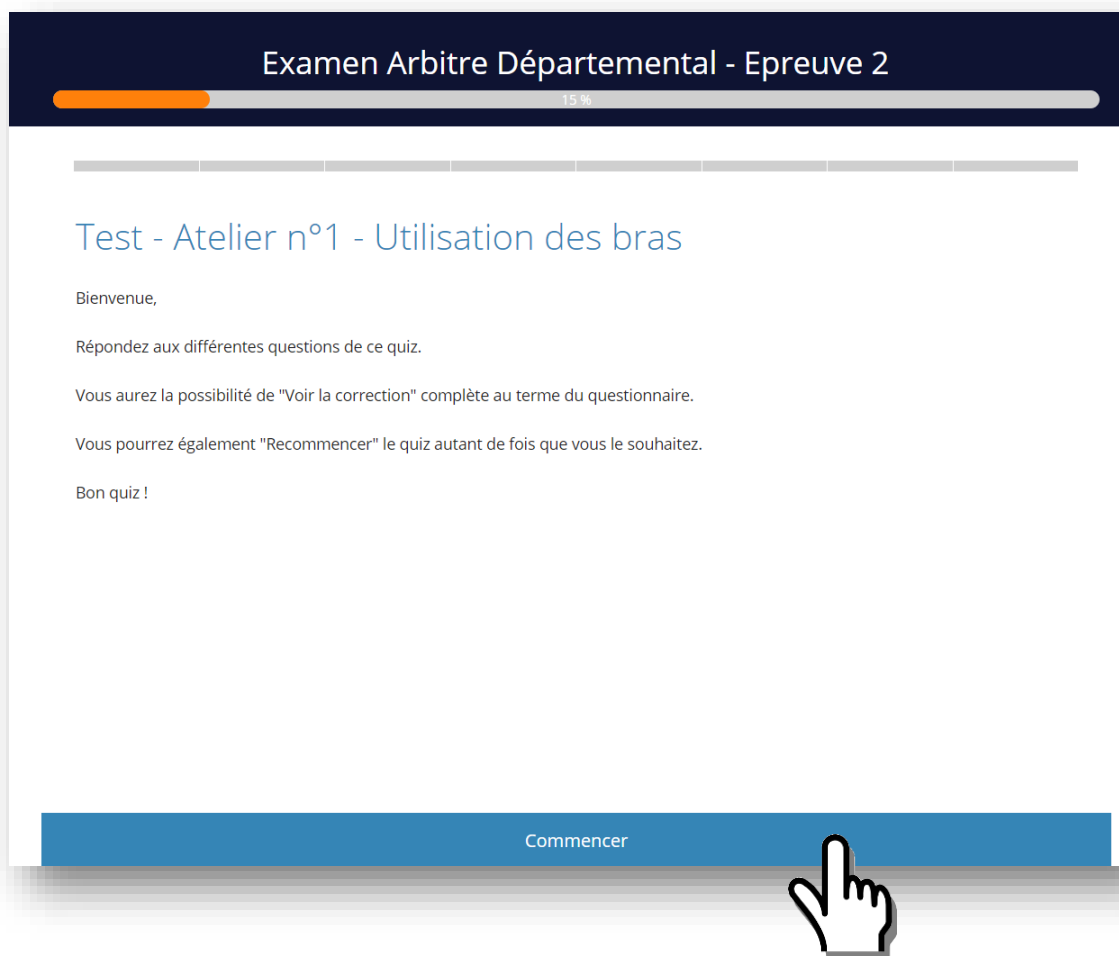 Examen Arbitre Départemental - Epreuve 2
15 %
Test - Atelier n°1 - Utilisation des bras
Bienvenue,
Répondez aux différentes questions de ce quiz.
Vous aurez la possibilité de "Voir la correction" complète au terme du questionnaire.
Vous pourrez également "Recommencer" le quiz autant de fois que vous le souhaitez.
Bon quiz !
Commencer